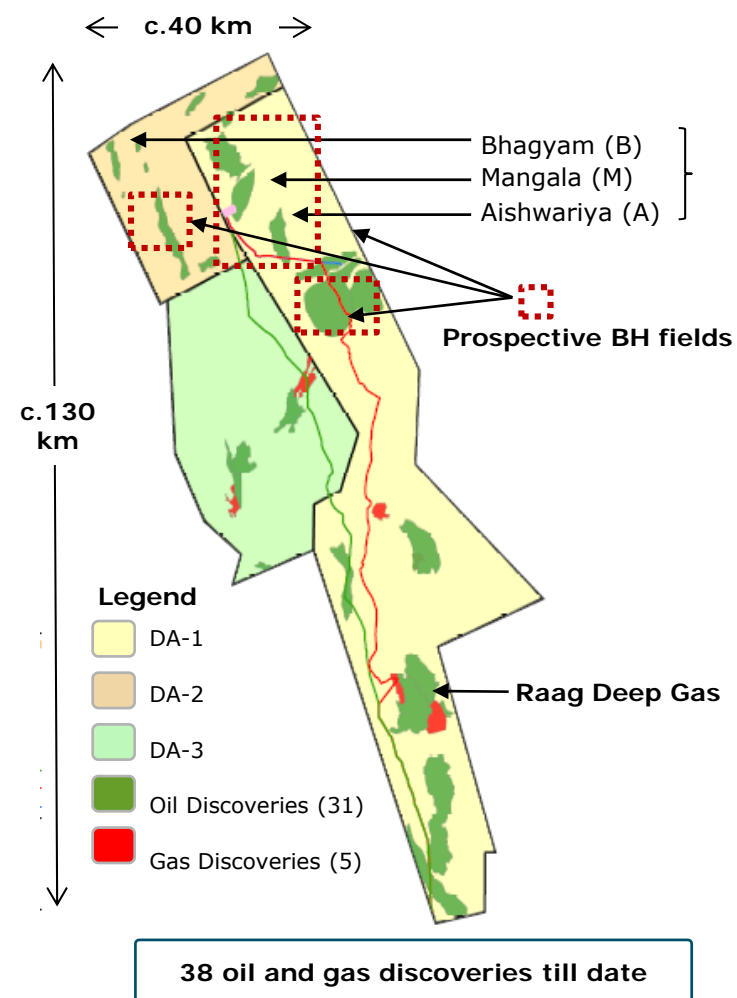 c.40 km
Bhagyam (B)
Mangala (M)
Aishwariya (A)
Prospective BH fields
c.130
km
Legend
DA-1
DA-2
DA-3
Oil Discoveries (31)
Gas Discoveries (5)
Raag Deep Gas
38 oil and gas discoveries till date